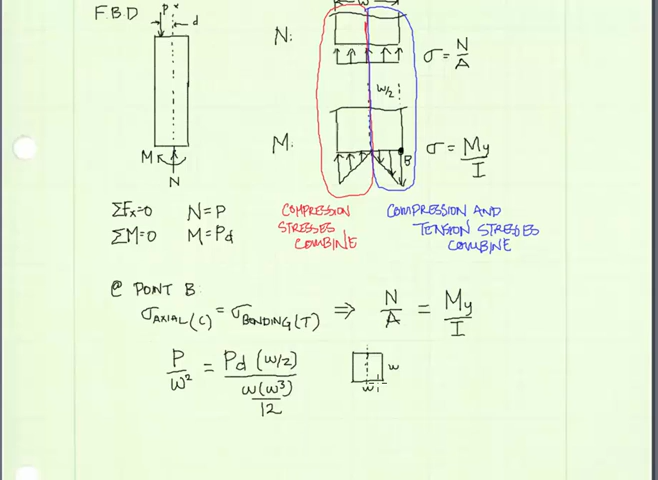 F.B.D
P
d
w
N:
σ = N/A
w/2
M:
B
σ = My/I
M
N
ΣFx=0 N=P
ΣM=0 M=Pd
COMPRESSION
STRESSES
COMBINE
COMPRESSION AND
TENSION STRESSES
COMBINE
@ POINT B:
σAXIAL(C) = σBENDING(T) ⇒ N/A = My/I
P/w² = Pd (w/2) / (w(w³)/12)
w
w